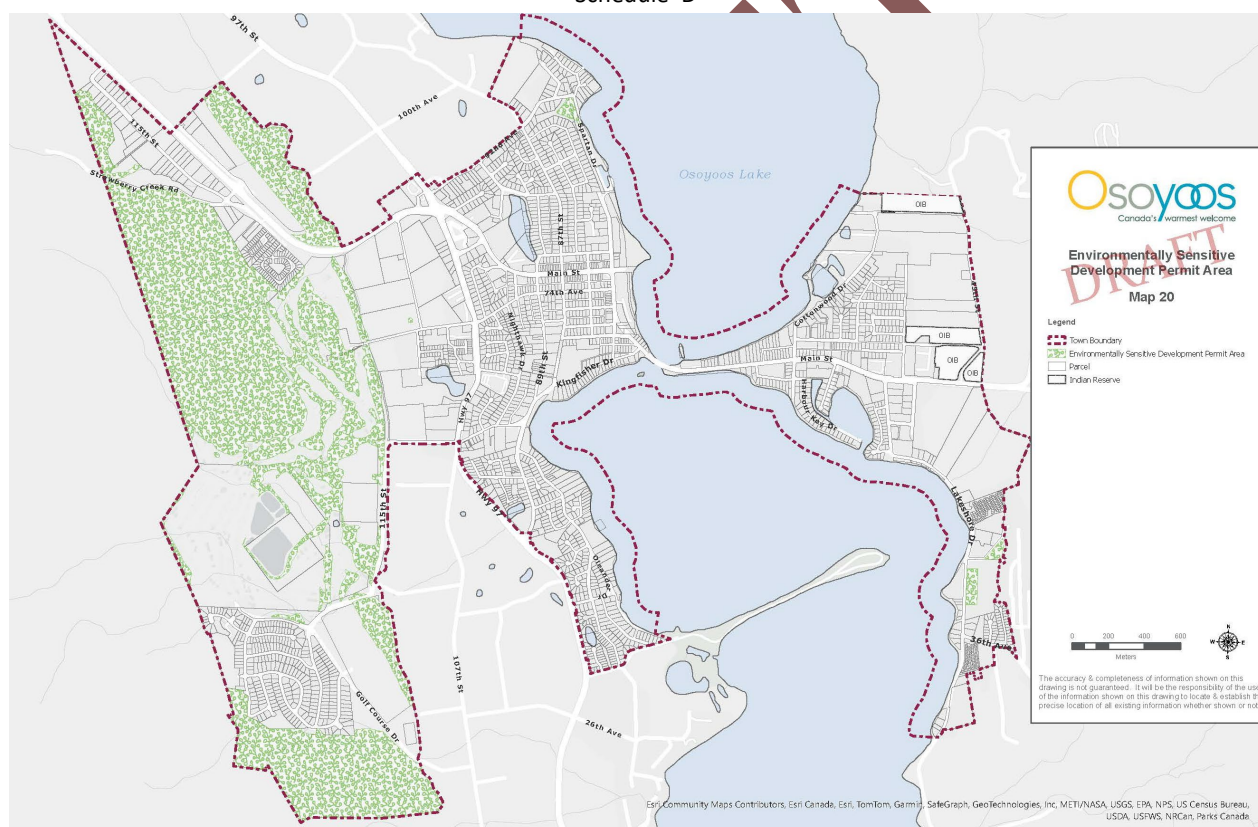 Schedule "D"
97th St
100th Ave
115th St
Strawberry Creek Rd
Spartan Dr
Osoyoos Lake
87th St
Main St
74th Ave
Nighthawk Rd
89th St
Kingfisher Dr
Hwy 97
Cottonwood Dr
Main St
Harbour Key Dr
45th St
OIB
OIB
OIB
OIB
115th St
Hwy 97
Oleander Rd
Lakeshore Dr
36th Ave
107th St
26th Ave
Golf Course Dr
Osoyoos
Canada's warmest welcome
Environmentally Sensitive
Development Permit Area
DRAFT
Map 20
Legend
Town Boundary
Environmentally Sensitive Development Permit Area
Parcel
Indian Reserve
0 200 400 600
Meters
N
W E
S
The accuracy & completeness of information shown on this
drawing is not guaranteed. It will be the responsibility of the use
of the information shown on this drawing to locate & establish th
precise location of all existing information whether shown or not
Esri Community Maps Contributors, Esri Canada, Esri, TomTom, Garmin, SafeGraph, GeoTechnologies, Inc, METI/NASA, USGS, EPA, NPS, US Census Bureau,
USDA, USFWS, NRCan, Parks Canada